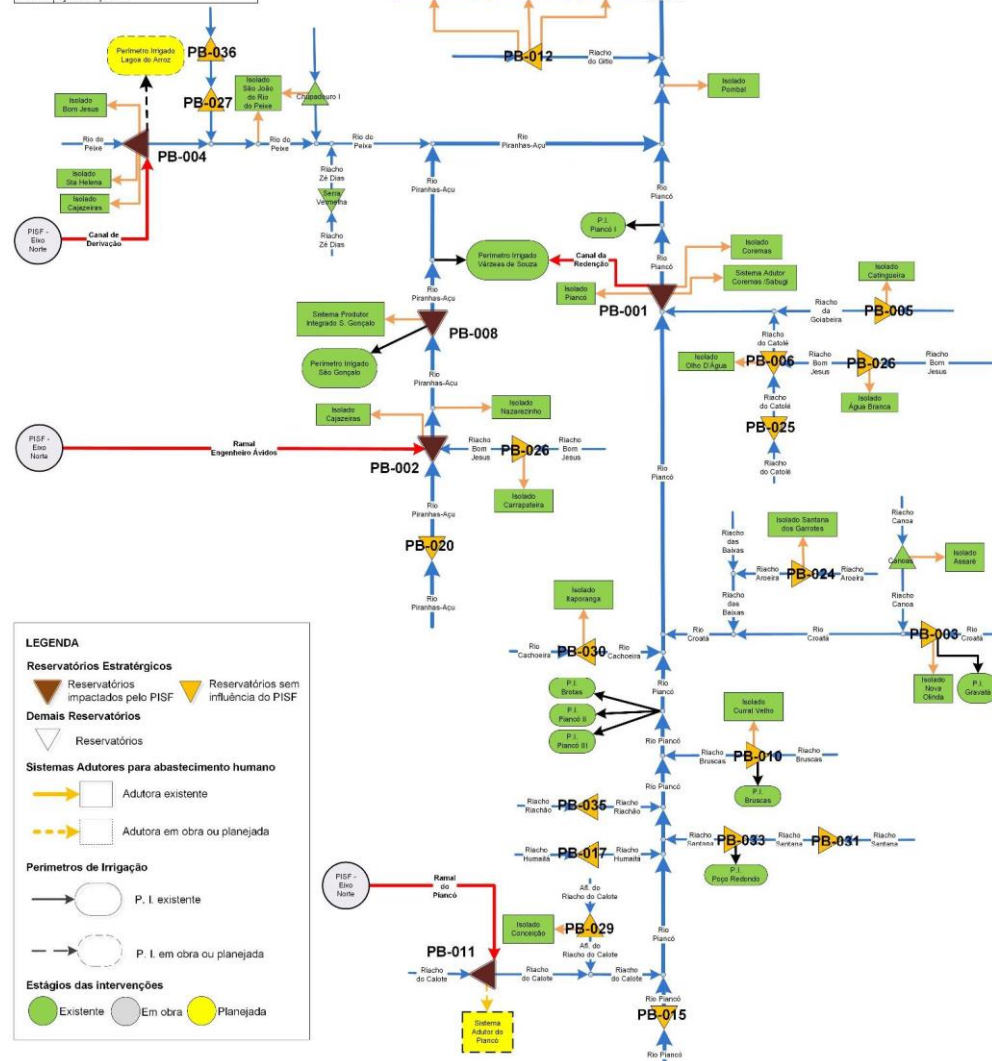 PB-036
PB-012
Riacho
do Gitio
Perímetro Irrigado
Lagoa do Arroz
Isolado
Bom Jesus
PB-027
Isolado
São João
do Rio
do Peixe
Chupadouro I
Isolado
Pombal
Rio do
Peixe
PB-004
Rio do
Peixe
Rio do
Peixe
Rio
Piranhas-Açu
Isolado
Sta Helena
Isolado
Cajazeiras
Riacho
Zé Dias
Serra
Vermelha
Riacho
Zé Dias
Rio
Piranhas-Açu
Rio
Piancó
PISF -
Eixo
Norte
Canal de
Derivação
P.I.
Piancó I
Perímetro Irrigado
Várzeas de Souza
Canal da
Redenção
Rio
Piancó
Isolado
Coremas
Sistema Adutor
Coremas /Sabugi
Isolado
Piancó
PB-001
Isolado
Catingueira
Riacho
da
Goiabeira
PB-005
Rio
Piranhas-Açu
Sistema Produtor
Integrado S. Gonçalo
PB-008
Perímetro Irrigado
São Gonçalo
Riacho
do Catolé
Isolado
Olho D'Água
PB-006
Riacho
Bom
Jesus
PB-026
Riacho
Bom
Jesus
Isolado
Água Branca
Riacho
do Catolé
PB-025
Riacho
do Catolé
Rio
Piranhas-Açu
Isolado
Cajazeiras
Isolado
Nazarezinho
PISF -
Eixo
Norte
Ramal
Engenheiro Ávidos
PB-002
Riacho
Bom
Jesus
PB-026
Riacho
Bom
Jesus
Isolado
Carrapateira
Rio
Piancó
Rio
Piranhas-Açu
PB-020
Rio
Piranhas-Açu
Riacho
das
Baixas
Isolado Santana
dos Garrotes
Riacho
Canoa
Riacho
Aroeira
PB-024
Riacho
Aroeira
Canoas
Isolado
Assaré
Riacho
das
Baixas
Riacho
Canoa
Isolado
Itaporanga
Rio
Croatá
Rio
Croatá
PB-003
Rio
Croatá
Rio
Cachoeira
PB-030
Rio
Cachoeira
Isolado
Nova
Olinda
P.I.
Gravatá
P.I.
Brotas
P.I.
Piancó II
P.I.
Piancó III
Rio
Piancó
Isolado
Curral Velho
Rio Piancó
Riacho
Bruscas
PB-010
Riacho
Bruscas
P.I.
Bruscas
Rio Piancó
Riacho
Riachão
PB-035
Riacho
Riachão
Rio Piancó
Riacho
Santana
PB-033
Riacho
Santana
PB-031
Riacho
Santana
Riacho
Humaitá
PB-017
Riacho
Humaitá
P.I.
Poço Redondo
PISF -
Eixo
Norte
Ramal
do
Piancó
Afl. do
Riacho do Calote
Isolado
Conceição
PB-029
Afl. do
Riacho do Calote
Rio
Piancó
PB-011
Riacho
do Calote
Riacho
do Calote
Riacho
do Calote
Sistema
Adutor do
Piancó
Rio Piancó
PB-015
Rio Piancó
LEGENDA
Reservatórios Estratérgicos
Reservatórios
impactados pelo PISF
Reservatórios sem
influência do PISF
Demais Reservatórios
Reservatórios
Sistemas Adutores para abastecimento humano
Adutora existente
Adutora em obra ou planejada
Perímetros de Irrigação
P. I. existente
P. I. em obra ou planejada
Estágios das intervenções
Existente
Em obra
Planejada